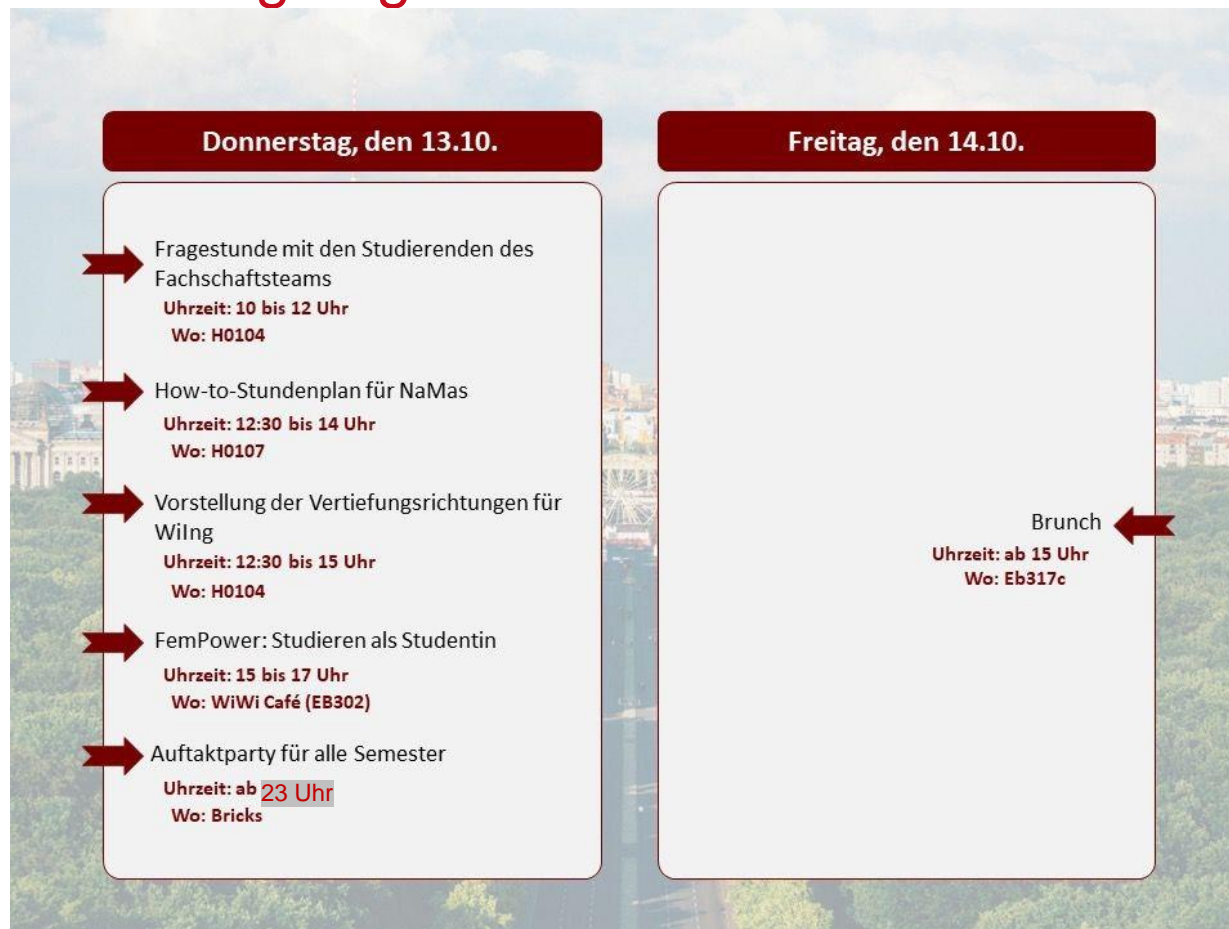 Donnerstag, den 13.10.
Fragestunde mit den Studierenden des
Fachschaftsteams
Uhrzeit: 10 bis 12 Uhr
Wo: H0104
How-to-Stundenplan für NaMas
Uhrzeit: 12:30 bis 14 Uhr
Wo: H0107
Vorstellung der Vertiefungsrichtungen für
WiIng
Uhrzeit: 12:30 bis 15 Uhr
Wo: H0104
FemPower: Studieren als Studentin
Uhrzeit: 15 bis 17 Uhr
Wo: WiWi Café (EB302)
Auftaktparty für alle Semester
Uhrzeit: ab 23 Uhr
Wo: Bricks
Freitag, den 14.10.
Brunch
Uhrzeit: ab 15 Uhr
Wo: Eb317c